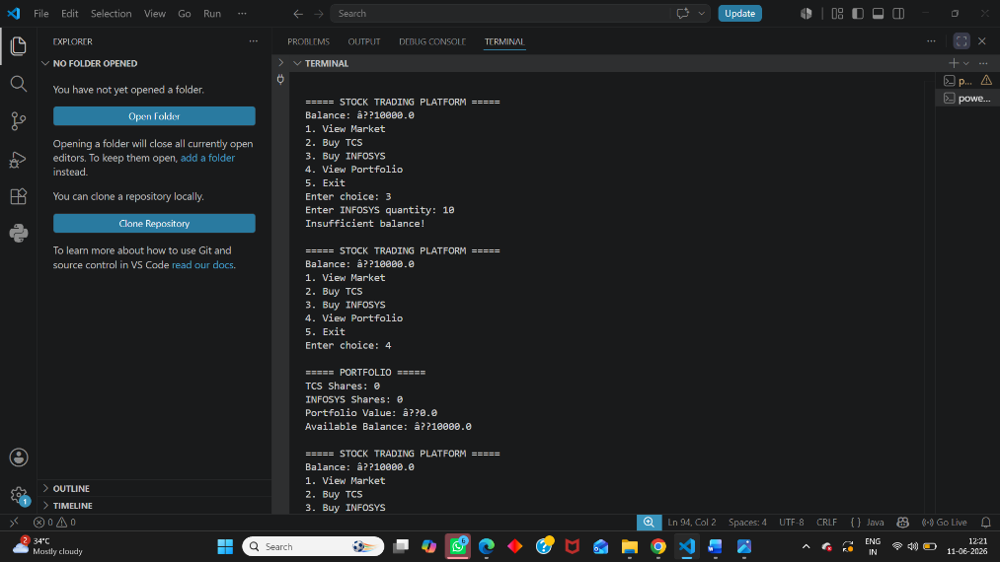 File Edit Selection View Go Run ··· Search Update
EXPLORER ···
NO FOLDER OPENED
You have not yet opened a folder.
Open Folder
Opening a folder will close all currently open
editors. To keep them open, add a folder
instead.
You can clone a repository locally.
Clone Repository
To learn more about how to use Git and
source control in VS Code read our docs.
OUTLINE
TIMELINE
1
PROBLEMS OUTPUT DEBUG CONSOLE TERMINAL ···
TERMINAL ···
p...
powe...
===== STOCK TRADING PLATFORM =====
Balance: â??10000.0
1. View Market
2. Buy TCS
3. Buy INFOSYS
4. View Portfolio
5. Exit
Enter choice: 3
Enter INFOSYS quantity: 10
Insufficient balance!
===== STOCK TRADING PLATFORM =====
Balance: â??10000.0
1. View Market
2. Buy TCS
3. Buy INFOSYS
4. View Portfolio
5. Exit
Enter choice: 4
===== PORTFOLIO =====
TCS Shares: 0
INFOSYS Shares: 0
Portfolio Value: â??0.0
Available Balance: â??10000.0
===== STOCK TRADING PLATFORM =====
Balance: â??10000.0
1. View Market
2. Buy TCS
3. Buy INFOSYS
0 0 Ln 94, Col 2 Spaces: 4 UTF-8 CRLF {} Java Go Live
2 34°C
Mostly cloudy
Search
6
ENG
IN
12:21
11-06-2026